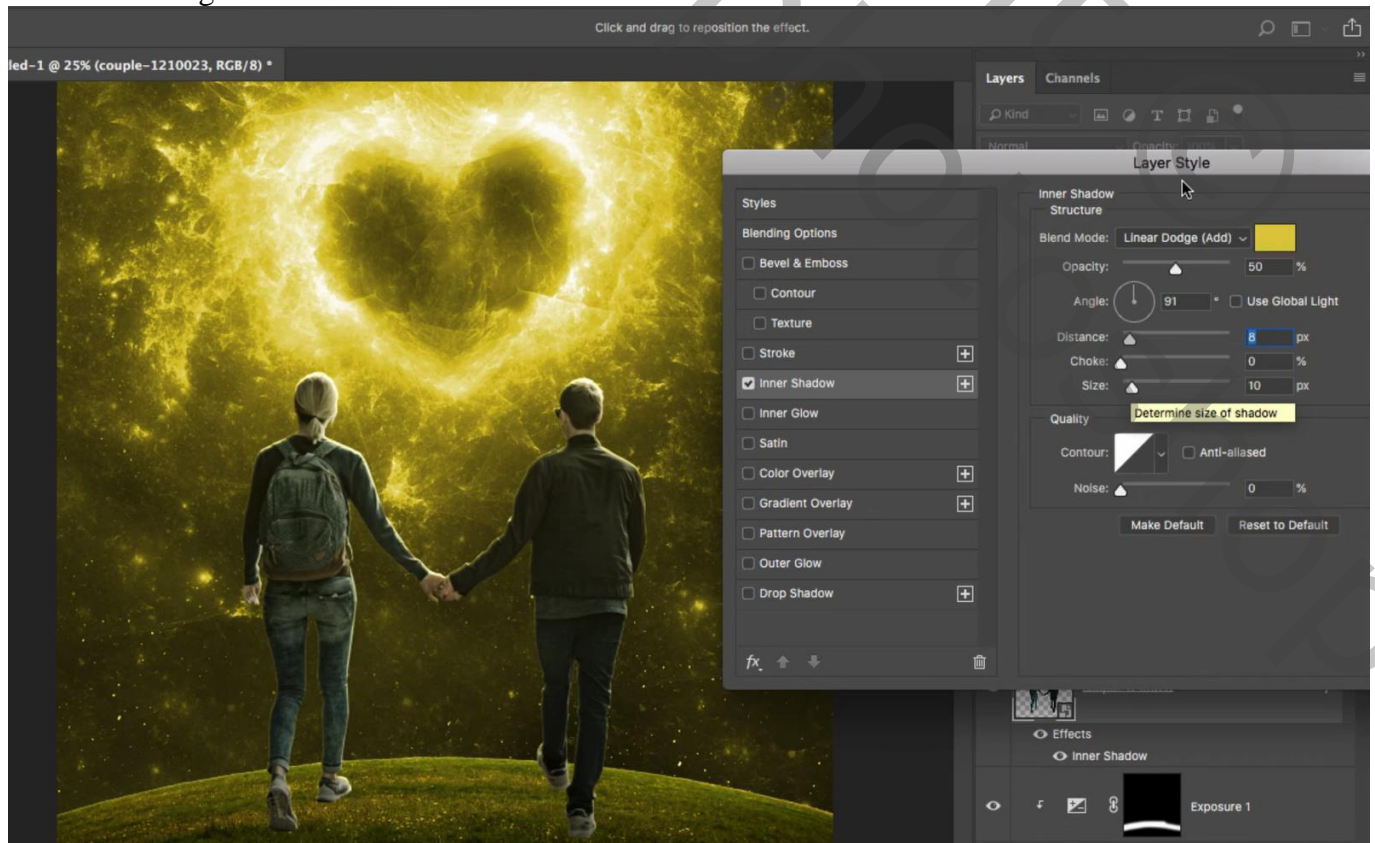 Click and drag to reposition the effect.
led-1 @ 25% (couple-1210023, RGB/8) *
Layers Channels
Kind
Normal Opacity: 100%
Layer Style
Styles
Blending Options
Bevel & Emboss
Contour
Texture
Stroke
Inner Shadow
Inner Glow
Satin
Color Overlay
Gradient Overlay
Pattern Overlay
Outer Glow
Drop Shadow
fx
Inner Shadow
Structure
Blend Mode: Linear Dodge (Add)
Opacity: 50 %
Angle: 91 ° Use Global Light
Distance: 8 px
Choke: 0 %
Size: 10 px
Determine size of shadow
Quality
Contour: Anti-aliased
Noise: 0 %
Make Default Reset to Default
Effects
Inner Shadow
Exposure 1